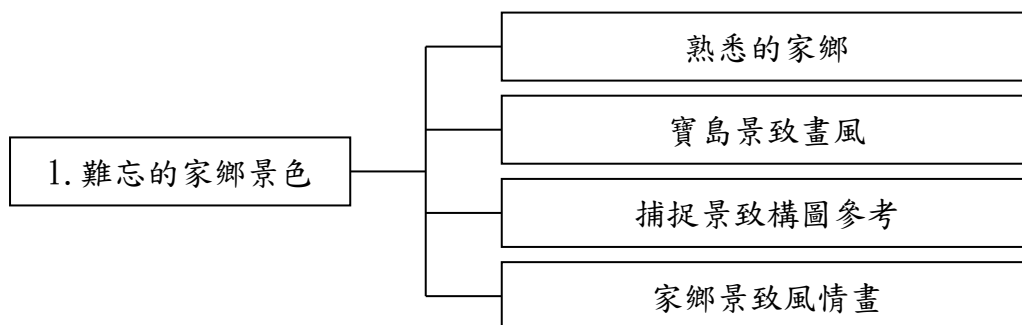 熟悉的家鄉
寶島景致畫風
1.難忘的家鄉景色
捕捉景致構圖參考
家鄉景致風情畫